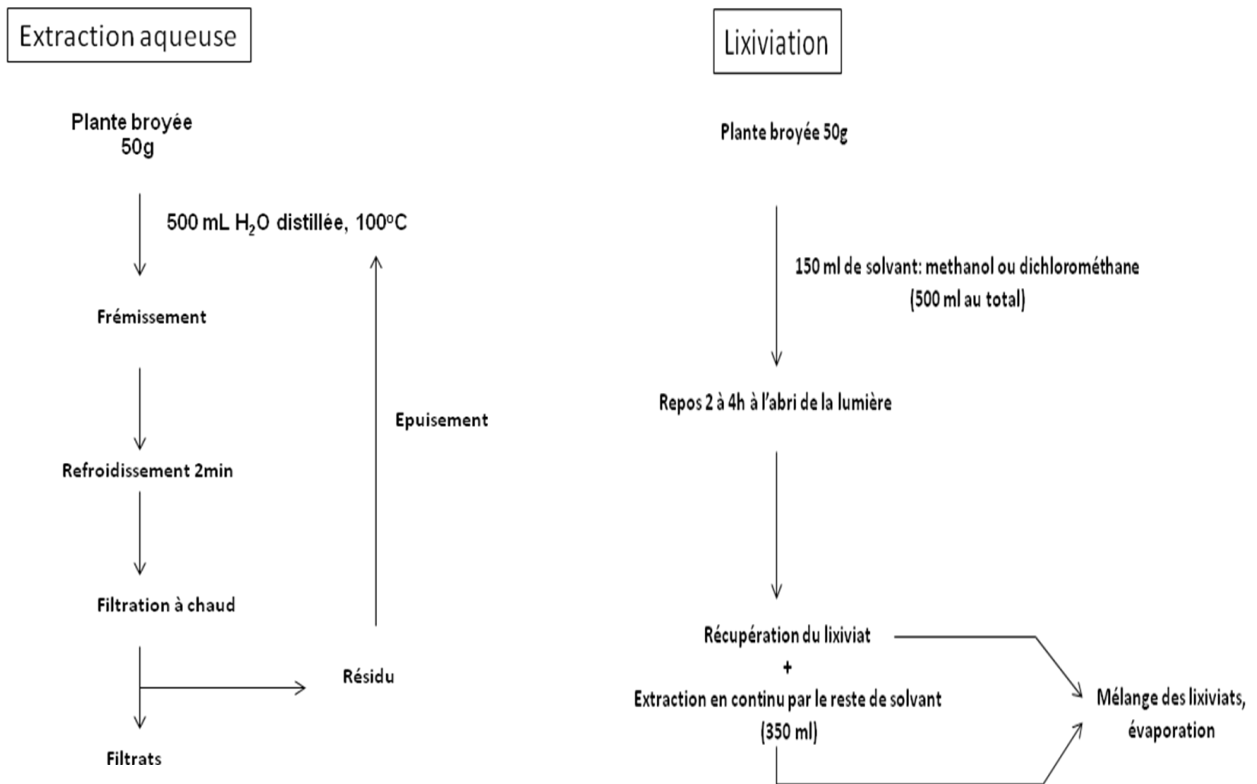 Extraction aqueuse
Plante broyée
50g
500 mL H₂O distillée, 100°C
Frémissement
Epuisement
Refroidissement 2min
Filtration à chaud
Résidu
Filtrats
Lixiviation
Plante broyée 50g
150 ml de solvant: methanol ou dichlorométhane
(500 ml au total)
Repos 2 à 4h à l'abri de la lumière
Récupération du lixiviat
+
Extraction en continu par le reste de solvant
(350 ml)
Mélange des lixiviats,
évaporation